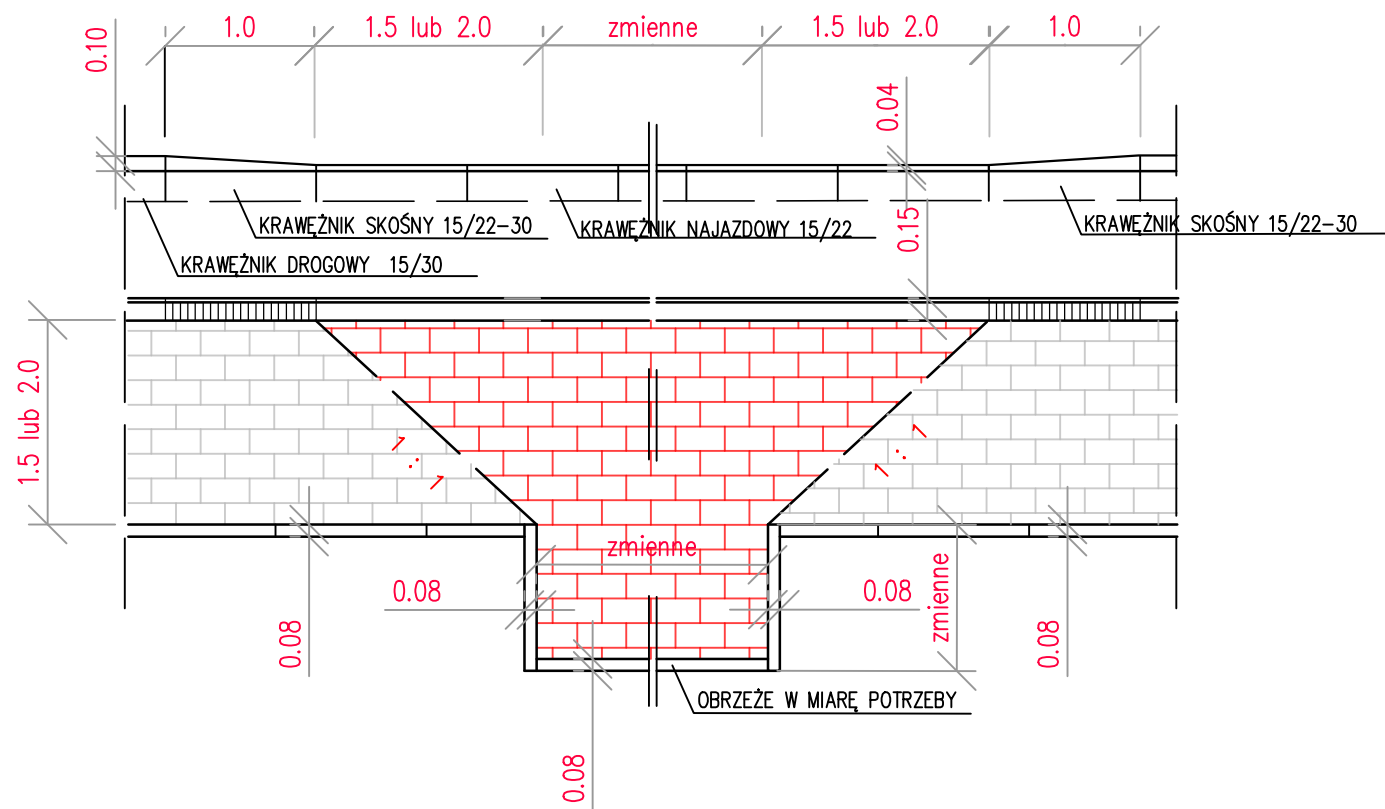 1.0
1.5 lub 2.0
zmienne
1.5 lub 2.0
1.0
0.10
0.04
KRAWĘŻNIK SKOŚNY 15/22-30
KRAWĘŻNIK NAJAZDOWY 15/22
0.15
KRAWĘŻNIK SKOŚNY 15/22-30
KRAWĘŻNIK DROGOWY 15/30
1.5 lub 2.0
1 : 1
1 : 1
zmienne
0.08
0.08
zmienne
0.08
0.08
OBRZEŻE W MIARĘ POTRZEBY
0.08